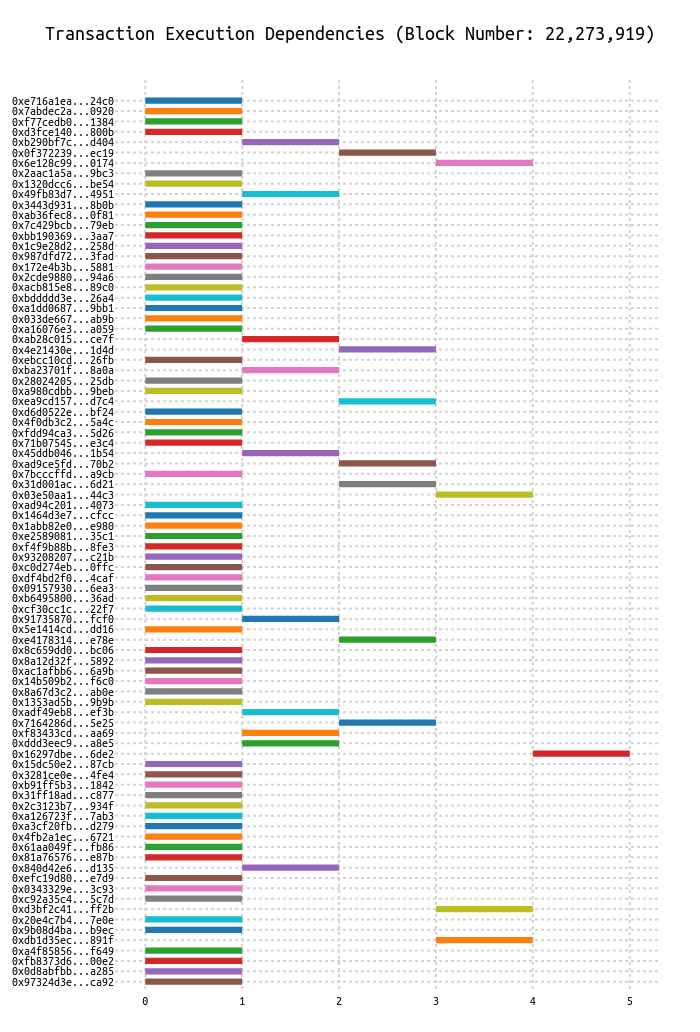 Transaction Execution Dependencies (Block Number: 22,273,919)
0xe716a1ea...24c0
0x7abdec2a...0920
0xf77cedb0...1384
0xd3fce140...800b
0xb290bf7c...d404
0x0f372239...ec19
0x6e128c99...0174
0x2aac1a5a...9bc3
0x1320dcc6...be54
0x49fb83d7...4951
0x3443d931...8b0b
0xab36fec8...0f81
0x7c429bcb...79eb
0xbb190369...3aa7
0x1c9e28d2...258d
0x987dfd72...3fad
0x172e4b3b...5881
0x2cde9880...94a6
0xacb815e8...89c0
0xbddddd3e...26a4
0xa1dd0687...9bb1
0x033de667...ab9b
0xa16076e3...a059
0xab28c015...ce7f
0x4e21430e...1d4d
0xebcc10cd...26fb
0xba23701f...8a0a
0x28024205...25db
0xa980cdbb...9beb
0xea9cd157...d7c4
0xd6d0522e...bf24
0x4f0db3c2...5a4c
0xfdd94ca3...5d26
0x71b07545...e3c4
0x45ddb046...1b54
0xad9ce5fd...70b2
0x7bcccffd...a9cb
0x31d001ac...6d21
0x03e50aa1...44c3
0xad94c201...4073
0x1464d3e7...cfcc
0x1abb82e0...e980
0xe2589081...35c1
0xf4f9b88b...8fe3
0x93208207...c21b
0xc0d274eb...0ffc
0xdf4bd2f0...4caf
0x09157930...6ea3
0xb6495800...36ad
0xcf30cc1c...22f7
0x91735870...fcf0
0x5e1414cd...dd16
0xe4178314...e78e
0x8c659dd0...bc06
0x8a12d32f...5892
0xac1afbb6...6a9b
0x14b509b2...f6c0
0x8a67d3c2...ab0e
0x1353ad5b...9b9b
0xadf49eb8...ef3b
0x7164286d...5e25
0xf83433cd...aa69
0xddd3eec9...a8e5
0x16297dbe...6de2
0x15dc50e2...87cb
0x3281ce0e...4fe4
0xb91ff5b3...1842
0x31ff18ad...c877
0x2c3123b7...934f
0xa126723f...7ab3
0xa3cf20fb...d279
0x4fb2a1ec...6721
0x61aa049f...fb86
0x81a76576...e87b
0x840d42e6...d135
0xefc19d80...e7d9
0x0343329e...3c93
0xc92a35c4...5c7d
0xd3bf2c41...ff2b
0x20e4c7b4...7e0e
0x9b08d4ba...b9ec
0xdb1d35ec...891f
0xa4f85856...f649
0xfb8373d6...00e2
0x0d8abfbb...a285
0x97324d3e...ca92
0 1 2 3 4 5